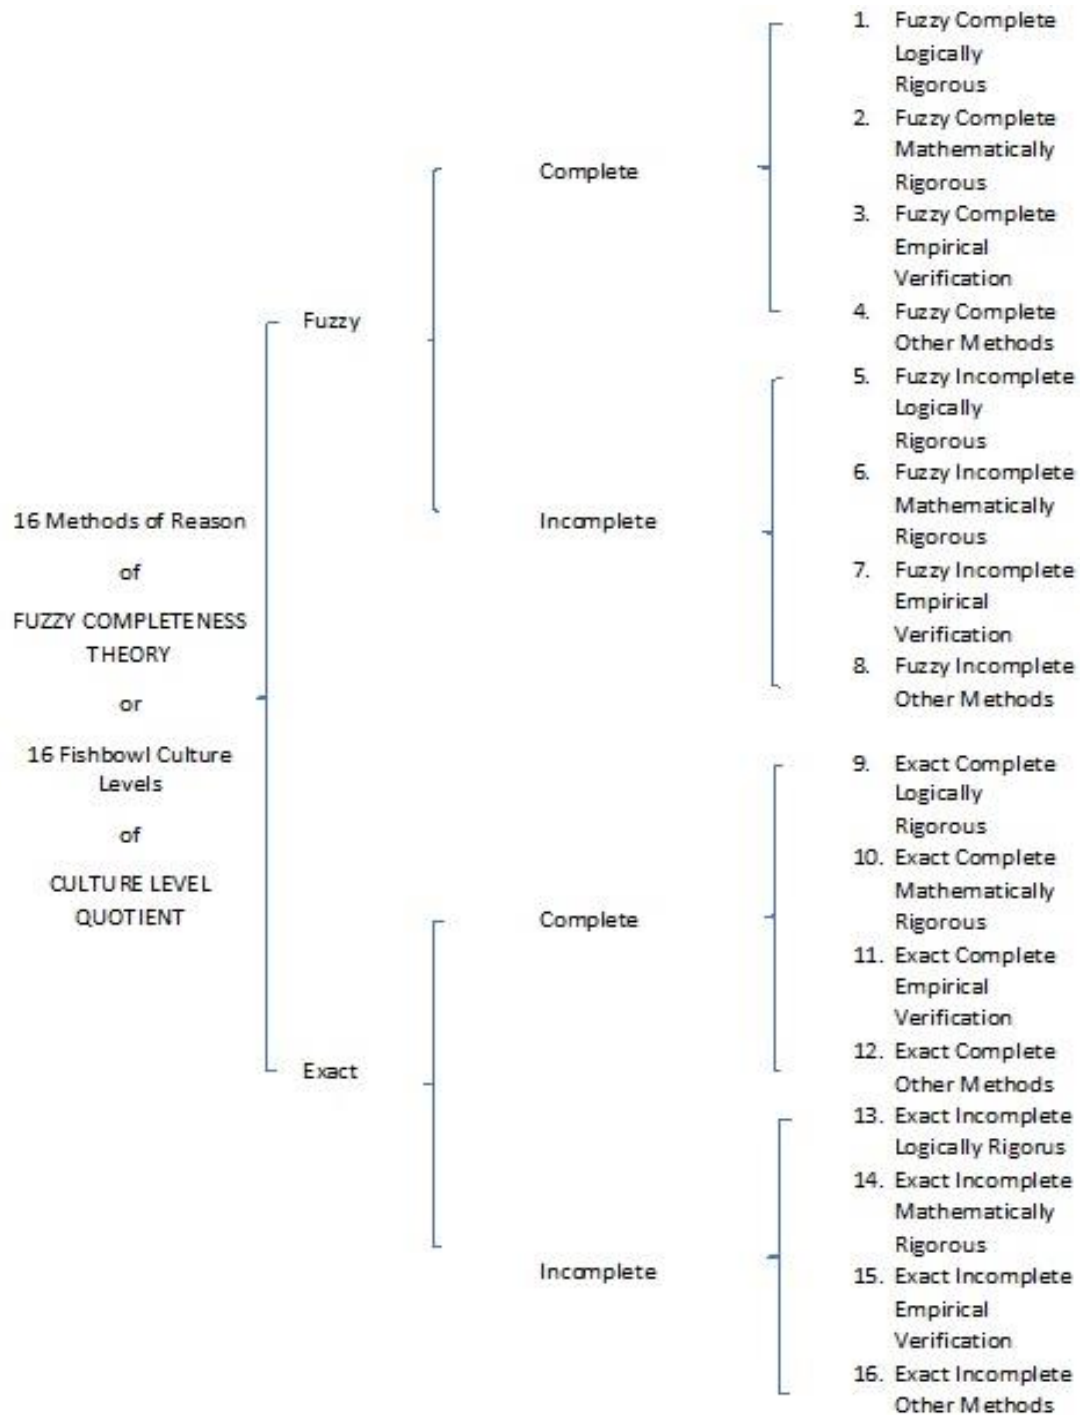 16 Methods of Reason
of
FUZZY COMPLETENESS
THEORY
or
16 Fishbowl Culture
Levels
of
CULTURE LEVEL
QUOTIENT
Fuzzy
Exact
Complete
Incomplete
Complete
Incomplete
1. Fuzzy Complete
Logically
Rigorous
2. Fuzzy Complete
Mathematically
Rigorous
3. Fuzzy Complete
Empirical
Verification
4. Fuzzy Complete
Other Methods
5. Fuzzy Incomplete
Logically
Rigorous
6. Fuzzy Incomplete
Mathematically
Rigorous
7. Fuzzy Incomplete
Empirical
Verification
8. Fuzzy Incomplete
Other Methods
9. Exact Complete
Logically
Rigorous
10. Exact Complete
Mathematically
Rigorous
11. Exact Complete
Empirical
Verification
12. Exact Complete
Other Methods
13. Exact Incomplete
Logically Rigorus
14. Exact Incomplete
Mathematically
Rigorous
15. Exact Incomplete
Empirical
Verification
16. Exact Incomplete
Other Methods